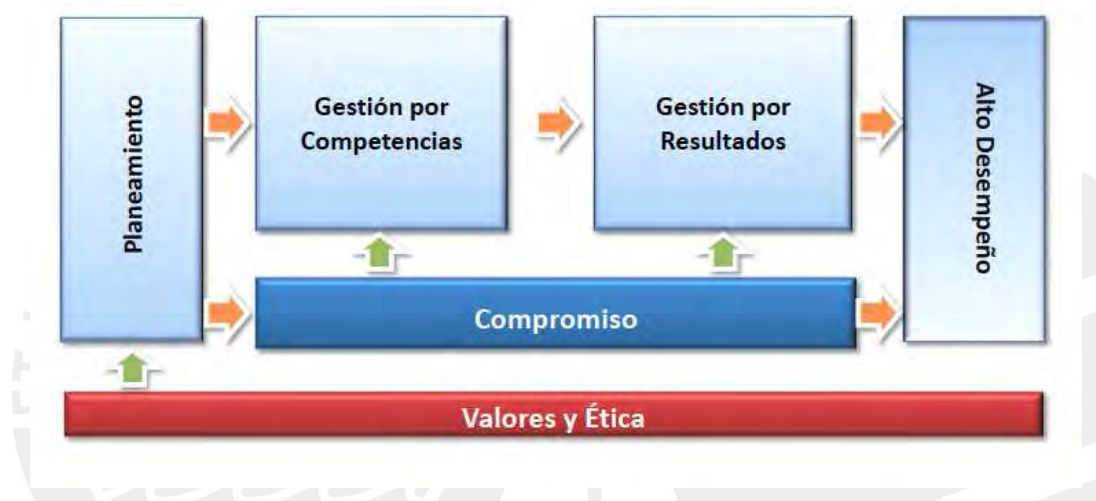 Planeamiento
Gestión por
Competencias
Gestión por
Resultados
Alto Desempeño
Compromiso
Valores y Ética